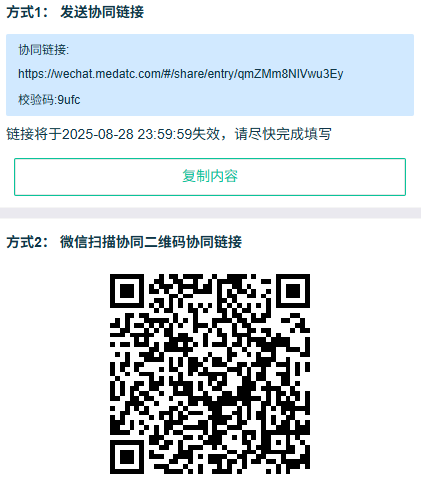 方式1： 发送协同链接
协同链接:
https://wechat.medatc.com/#/share/entry/qmZMm8NlVwu3Ey
校验码:9ufc
链接将于2025-08-28 23:59:59失效，请尽快完成填写
复制内容
方式2： 微信扫描协同二维码协同链接